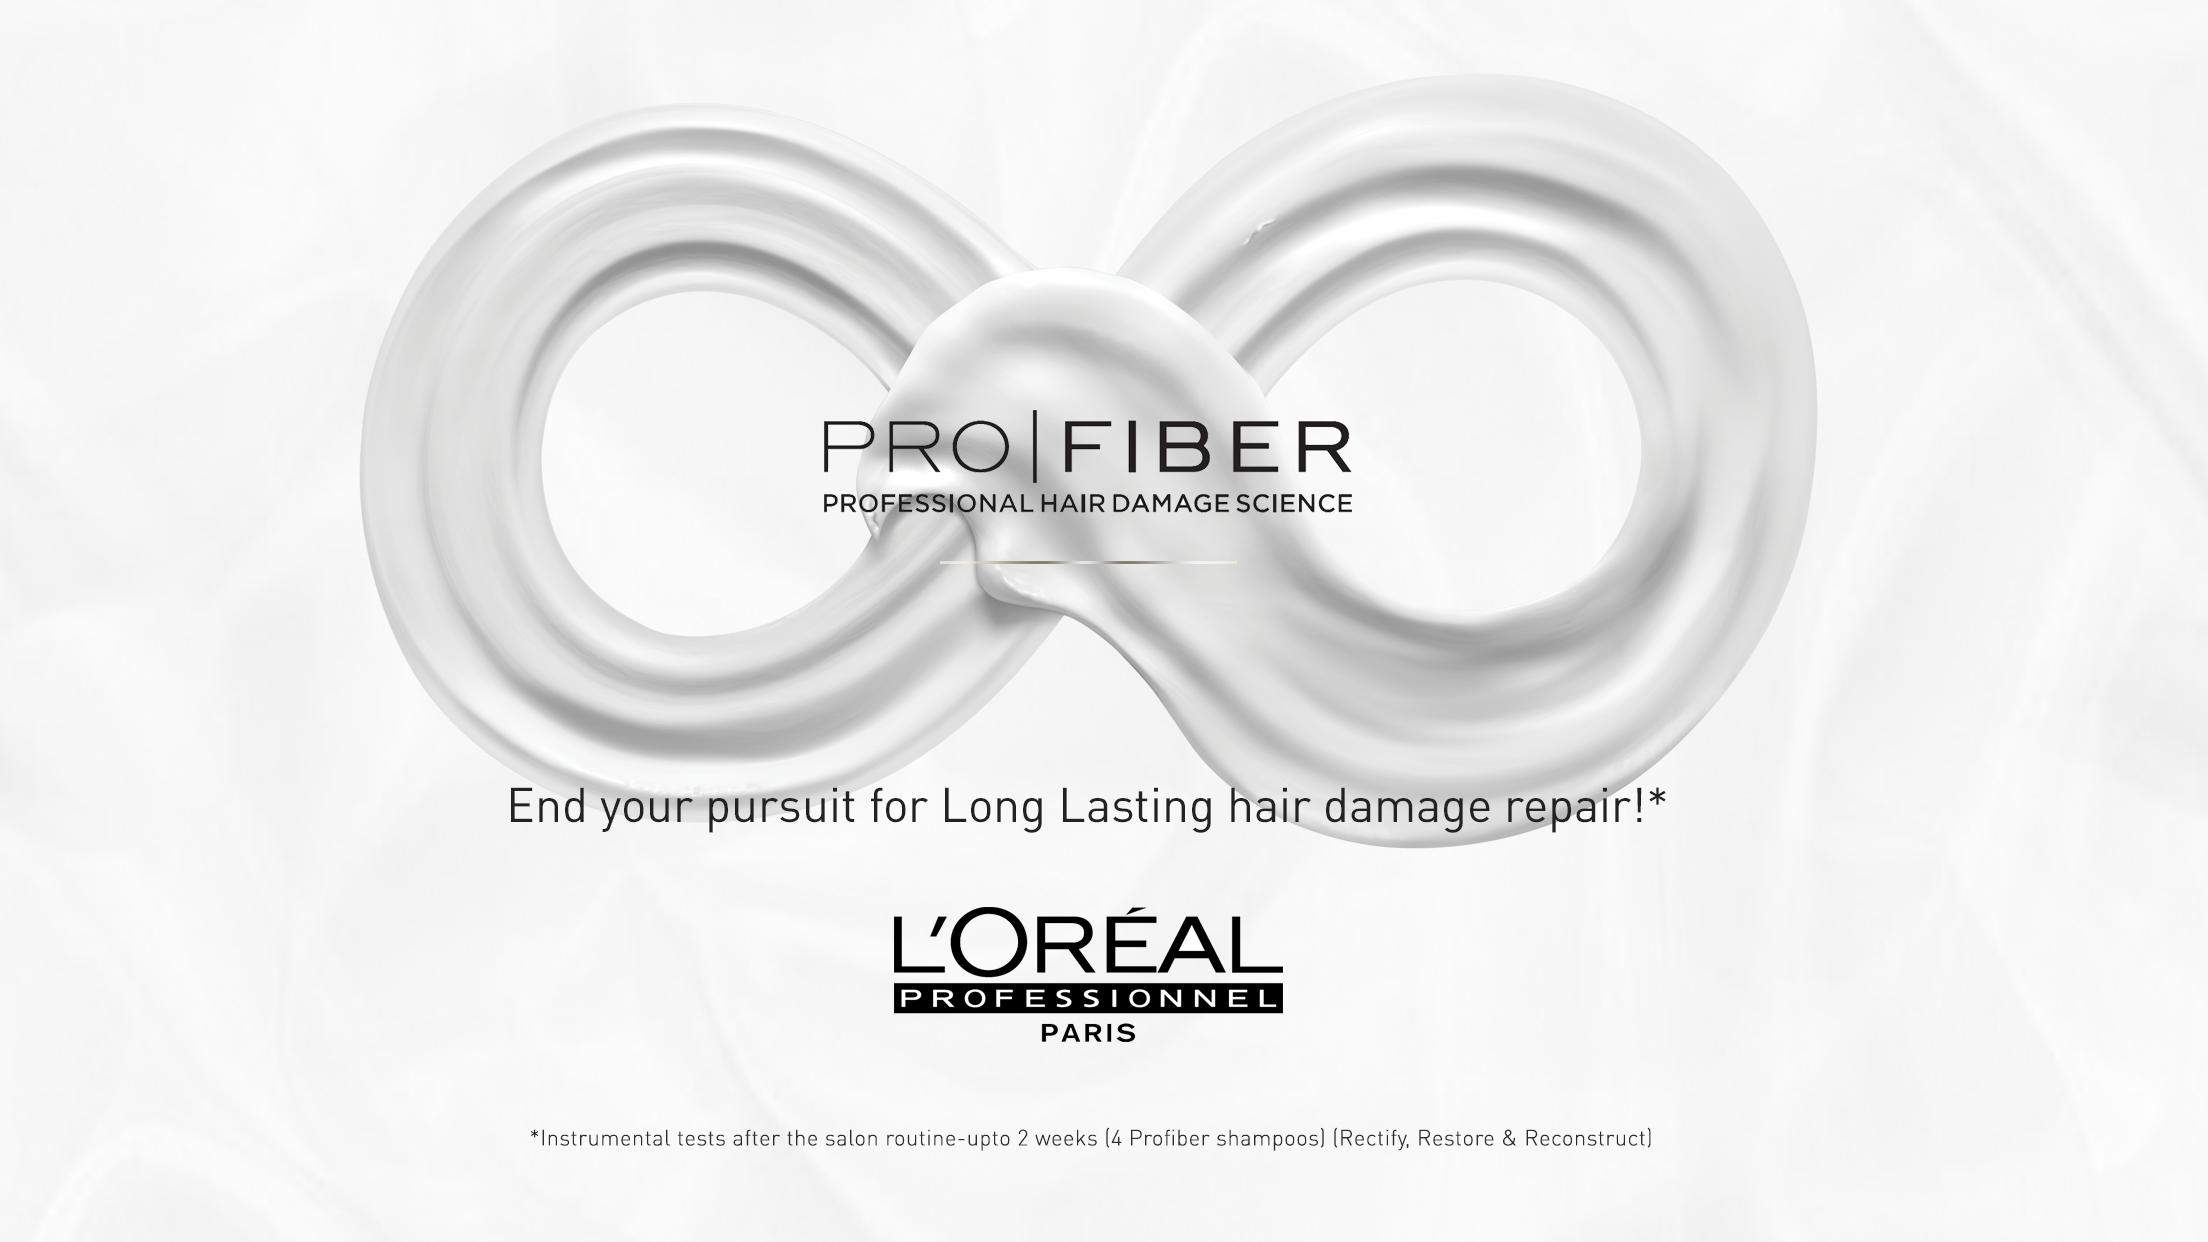 PRO|FIBER
PROFESSIONAL HAIR DAMAGE SCIENCE
End your pursuit for Long Lasting hair damage repair!*
L'ORÉAL
PROFESSIONNEL
PARIS
*Instrumental tests after the salon routine-upto 2 weeks (4 Profiber shampoos) (Rectify, Restore & Reconstruct)